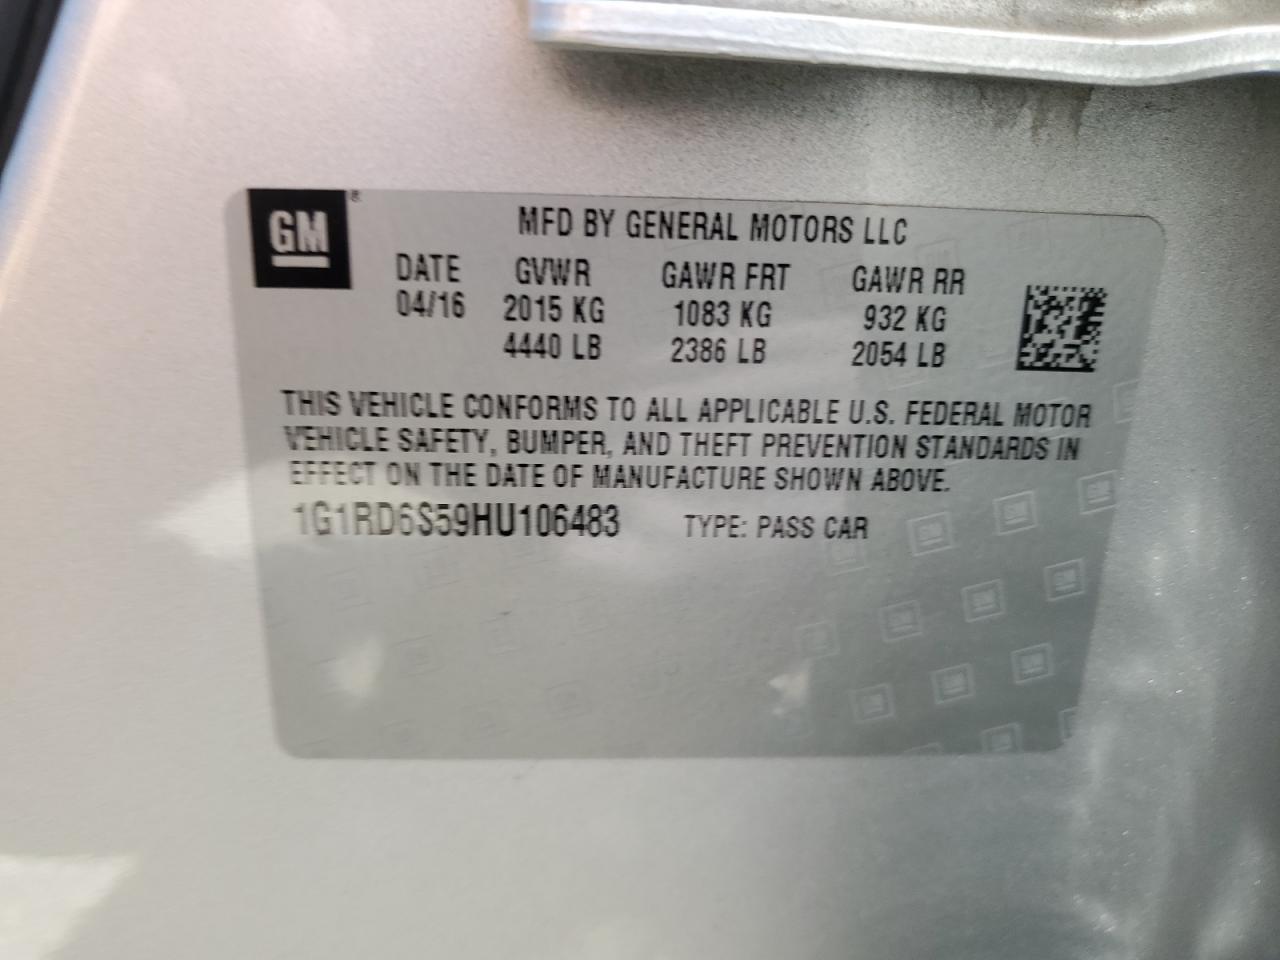 GM®
MFD BY GENERAL MOTORS LLC
DATE GVWR GAWR FRT GAWR RR
04/16 2015 KG 1083 KG 932 KG
4440 LB 2386 LB 2054 LB
THIS VEHICLE CONFORMS TO ALL APPLICABLE U.S. FEDERAL MOTOR
VEHICLE SAFETY, BUMPER, AND THEFT PREVENTION STANDARDS IN
EFFECT ON THE DATE OF MANUFACTURE SHOWN ABOVE.
1G1RD6S59HU106483 TYPE: PASS CAR